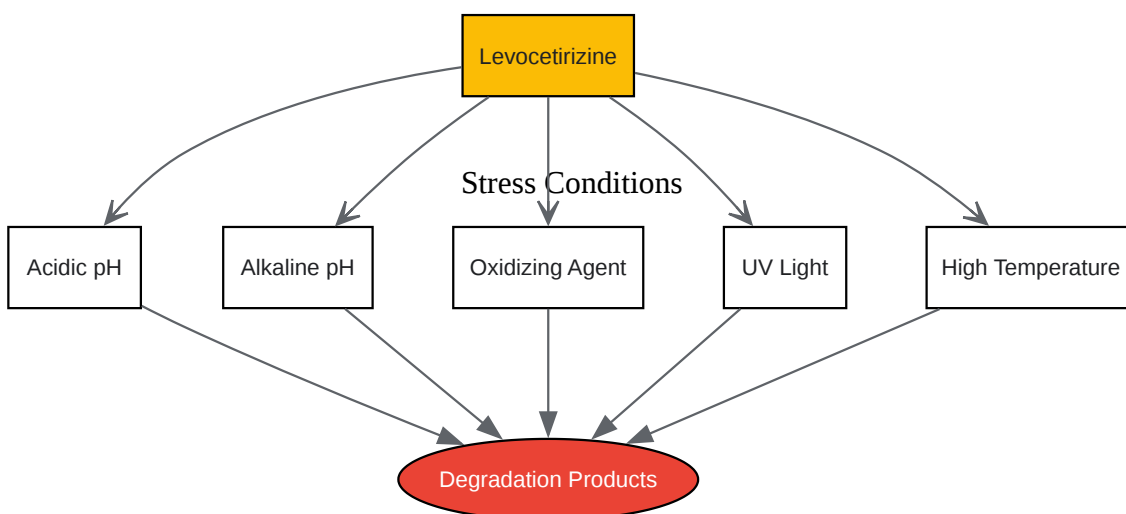 Levocetirizine
Stress Conditions
Acidic pH
Alkaline pH
Oxidizing Agent
UV Light
High Temperature
Degradation Products